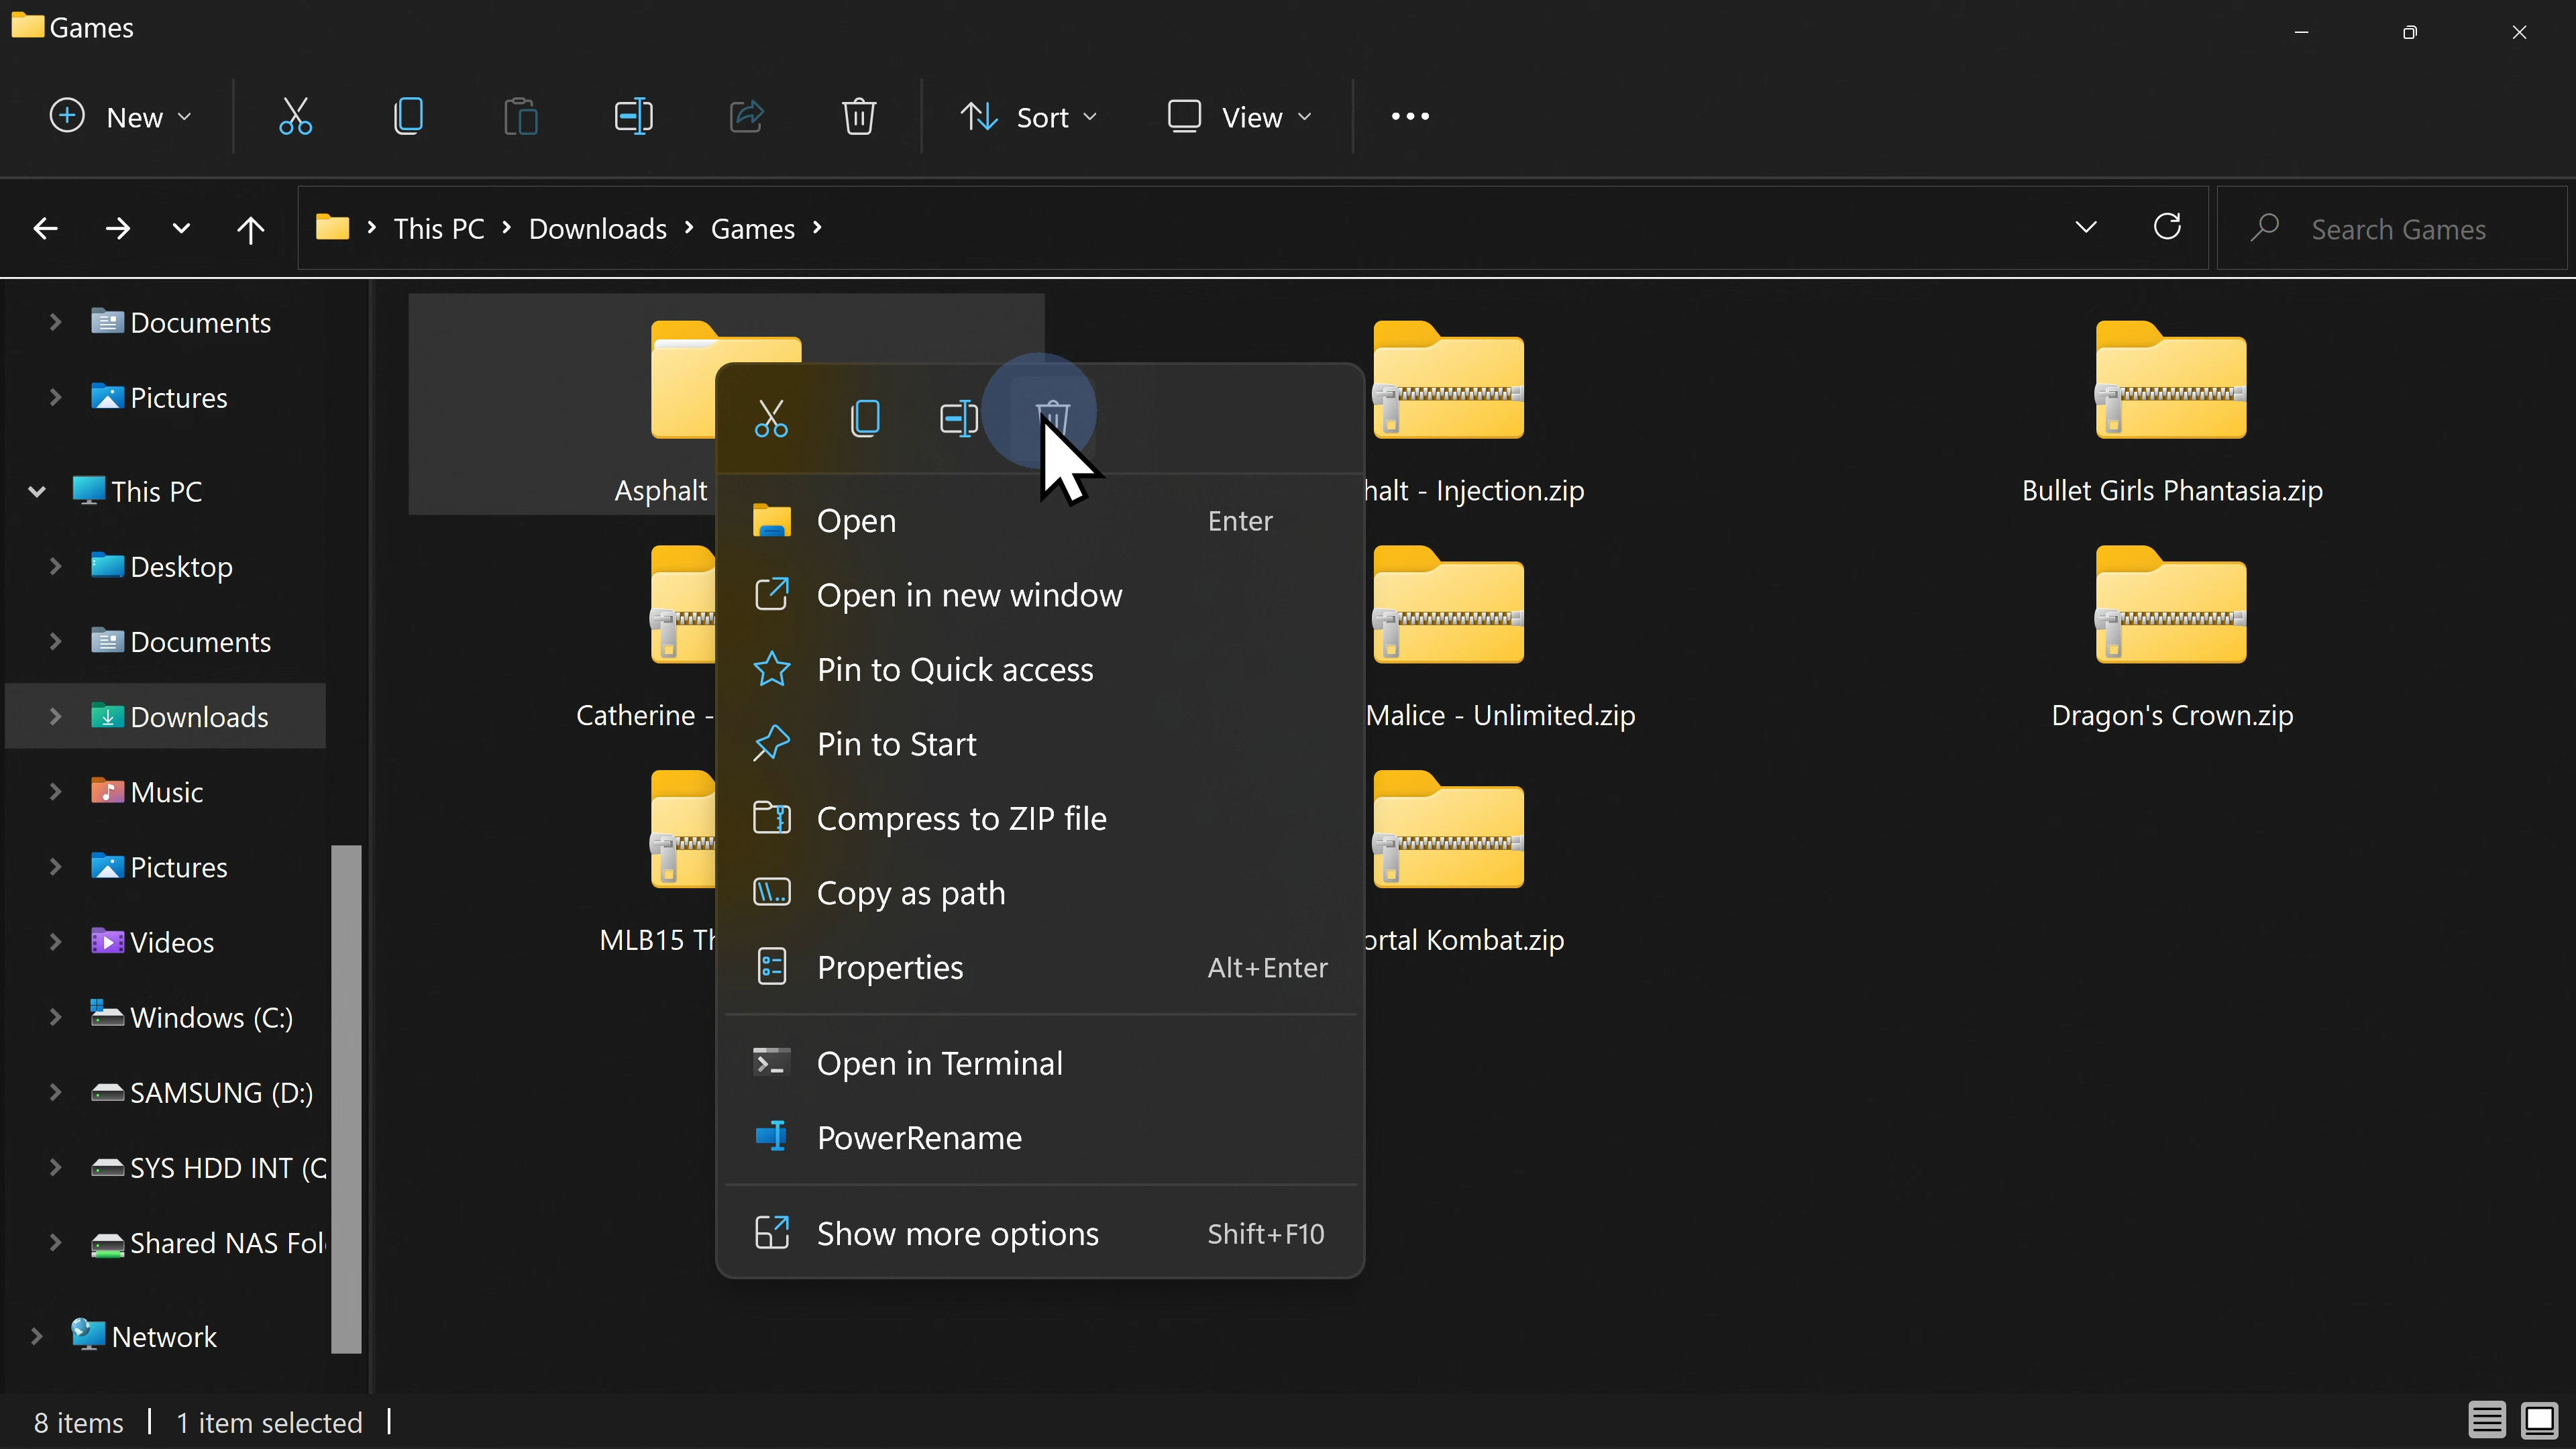 Games
New
Sort
View
This PC
Downloads
Games
Search Games
Documents
Pictures
This PC
Desktop
Documents
Downloads
Music
Pictures
Videos
Windows (C:)
SAMSUNG (D:)
SYS HDD INT (
Shared NAS Fol
Network
Asphalt
halt - Injection.zip
Bullet Girls Phantasia.zip
Catherine -
Malice - Unlimited.zip
Dragon's Crown.zip
MLB15 Th
ortal Kombat.zip
Open Enter
Open in new window
Pin to Quick access
Pin to Start
Compress to ZIP file
Copy as path
Properties Alt+Enter
Open in Terminal
PowerRename
Show more options Shift+F10
8 items
1 item selected